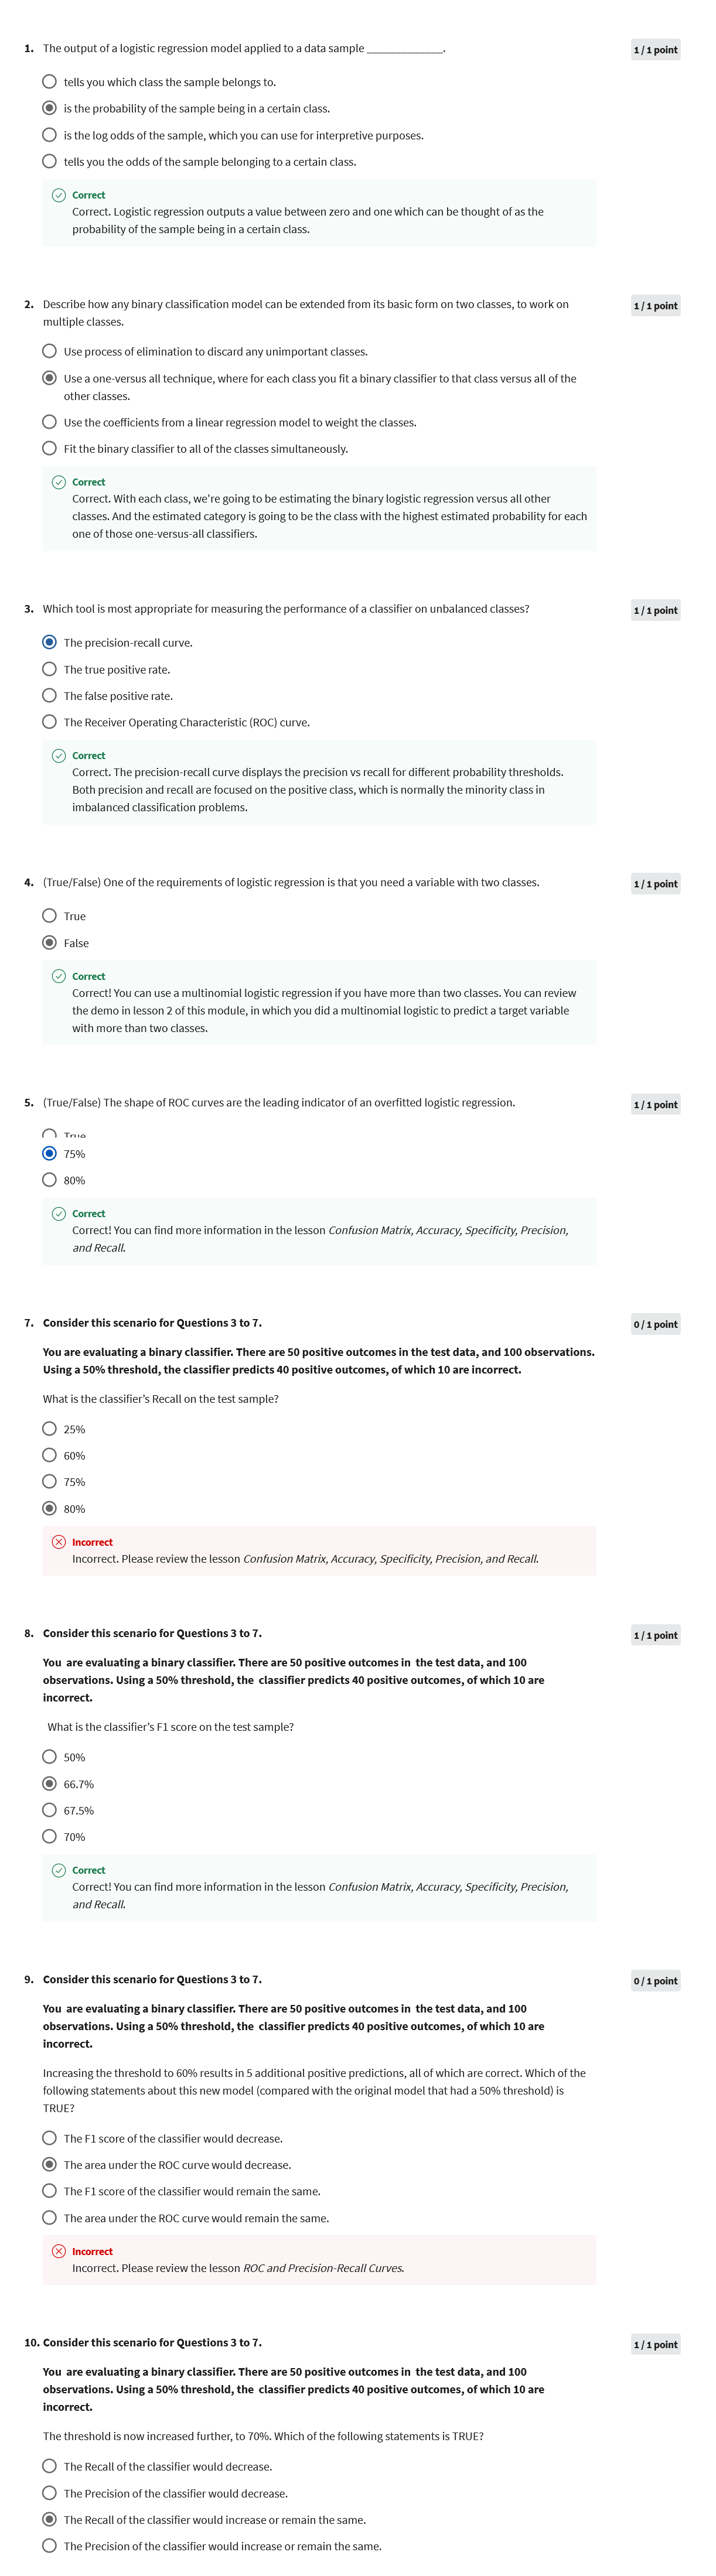 1. The output of a logistic regression model applied to a data sample _____________.
1 / 1 point
tells you which class the sample belongs to.
is the probability of the sample being in a certain class.
is the log odds of the sample, which you can use for interpretive purposes.
tells you the odds of the sample belonging to a certain class.
Correct
Correct. Logistic regression outputs a value between zero and one which can be thought of as the
probability of the sample being in a certain class.
2. Describe how any binary classification model can be extended from its basic form on two classes, to work on
multiple classes.
1 / 1 point
Use process of elimination to discard any unimportant classes.
Use a one-versus all technique, where for each class you fit a binary classifier to that class versus all of the
other classes.
Use the coefficients from a linear regression model to weight the classes.
Fit the binary classifier to all of the classes simultaneously.
Correct
Correct. With each class, we're going to be estimating the binary logistic regression versus all other
classes. And the estimated category is going to be the class with the highest estimated probability for each
one of those one-versus-all classifiers.
3. Which tool is most appropriate for measuring the performance of a classifier on unbalanced classes?
1 / 1 point
The precision-recall curve.
The true positive rate.
The false positive rate.
The Receiver Operating Characteristic (ROC) curve.
Correct
Correct. The precision-recall curve displays the precision vs recall for different probability thresholds.
Both precision and recall are focused on the positive class, which is normally the minority class in
imbalanced classification problems.
4. (True/False) One of the requirements of logistic regression is that you need a variable with two classes.
1 / 1 point
True
False
Correct
Correct! You can use a multinomial logistic regression if you have more than two classes. You can review
the demo in lesson 2 of this module, in which you did a multinomial logistic to predict a target variable
with more than two classes.
5. (True/False) The shape of ROC curves are the leading indicator of an overfitted logistic regression.
1 / 1 point
True
75%
80%
Correct
Correct! You can find more information in the lesson Confusion Matrix, Accuracy, Specificity, Precision,
and Recall.
7. Consider this scenario for Questions 3 to 7.
0 / 1 point
You are evaluating a binary classifier. There are 50 positive outcomes in the test data, and 100 observations.
Using a 50% threshold, the classifier predicts 40 positive outcomes, of which 10 are incorrect.
What is the classifier's Recall on the test sample?
25%
60%
75%
80%
Incorrect
Incorrect. Please review the lesson Confusion Matrix, Accuracy, Specificity, Precision, and Recall.
8. Consider this scenario for Questions 3 to 7.
1 / 1 point
You are evaluating a binary classifier. There are 50 positive outcomes in the test data, and 100
observations. Using a 50% threshold, the classifier predicts 40 positive outcomes, of which 10 are
incorrect.
What is the classifier's F1 score on the test sample?
50%
66.7%
67.5%
70%
Correct
Correct! You can find more information in the lesson Confusion Matrix, Accuracy, Specificity, Precision,
and Recall.
9. Consider this scenario for Questions 3 to 7.
0 / 1 point
You are evaluating a binary classifier. There are 50 positive outcomes in the test data, and 100
observations. Using a 50% threshold, the classifier predicts 40 positive outcomes, of which 10 are
incorrect.
Increasing the threshold to 60% results in 5 additional positive predictions, all of which are correct. Which of the
following statements about this new model (compared with the original model that had a 50% threshold) is
TRUE?
The F1 score of the classifier would decrease.
The area under the ROC curve would decrease.
The F1 score of the classifier would remain the same.
The area under the ROC curve would remain the same.
Incorrect
Incorrect. Please review the lesson ROC and Precision-Recall Curves.
10. Consider this scenario for Questions 3 to 7.
1 / 1 point
You are evaluating a binary classifier. There are 50 positive outcomes in the test data, and 100
observations. Using a 50% threshold, the classifier predicts 40 positive outcomes, of which 10 are
incorrect.
The threshold is now increased further, to 70%. Which of the following statements is TRUE?
The Recall of the classifier would decrease.
The Precision of the classifier would decrease.
The Recall of the classifier would increase or remain the same.
The Precision of the classifier would increase or remain the same.